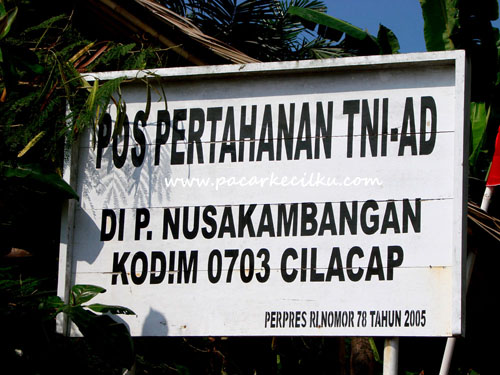 POS PERTAHANAN TNI-AD
www.pacarkecilku.com
DI P. NUSAKAMBANGAN
KODIM 0703 CILACAP
PERPRES RI,NOMOR 78 TAHUN 2005